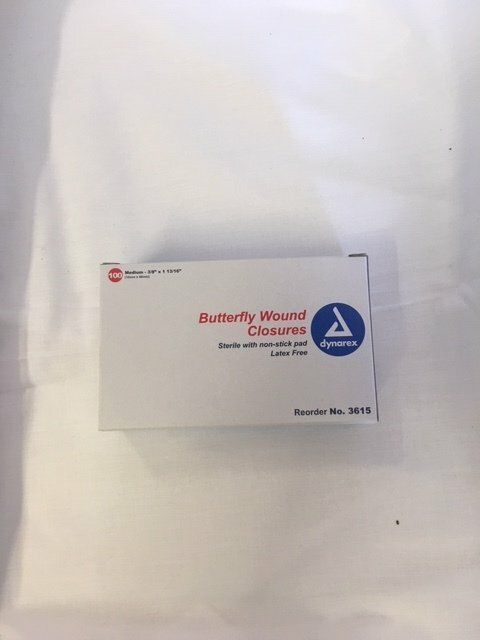 100
Medium - 3/8" x 1 13/16"
Butterfly Wound
Closures
Sterile with non-stick pad
Latex Free
dynarex
Reorder No. 3615